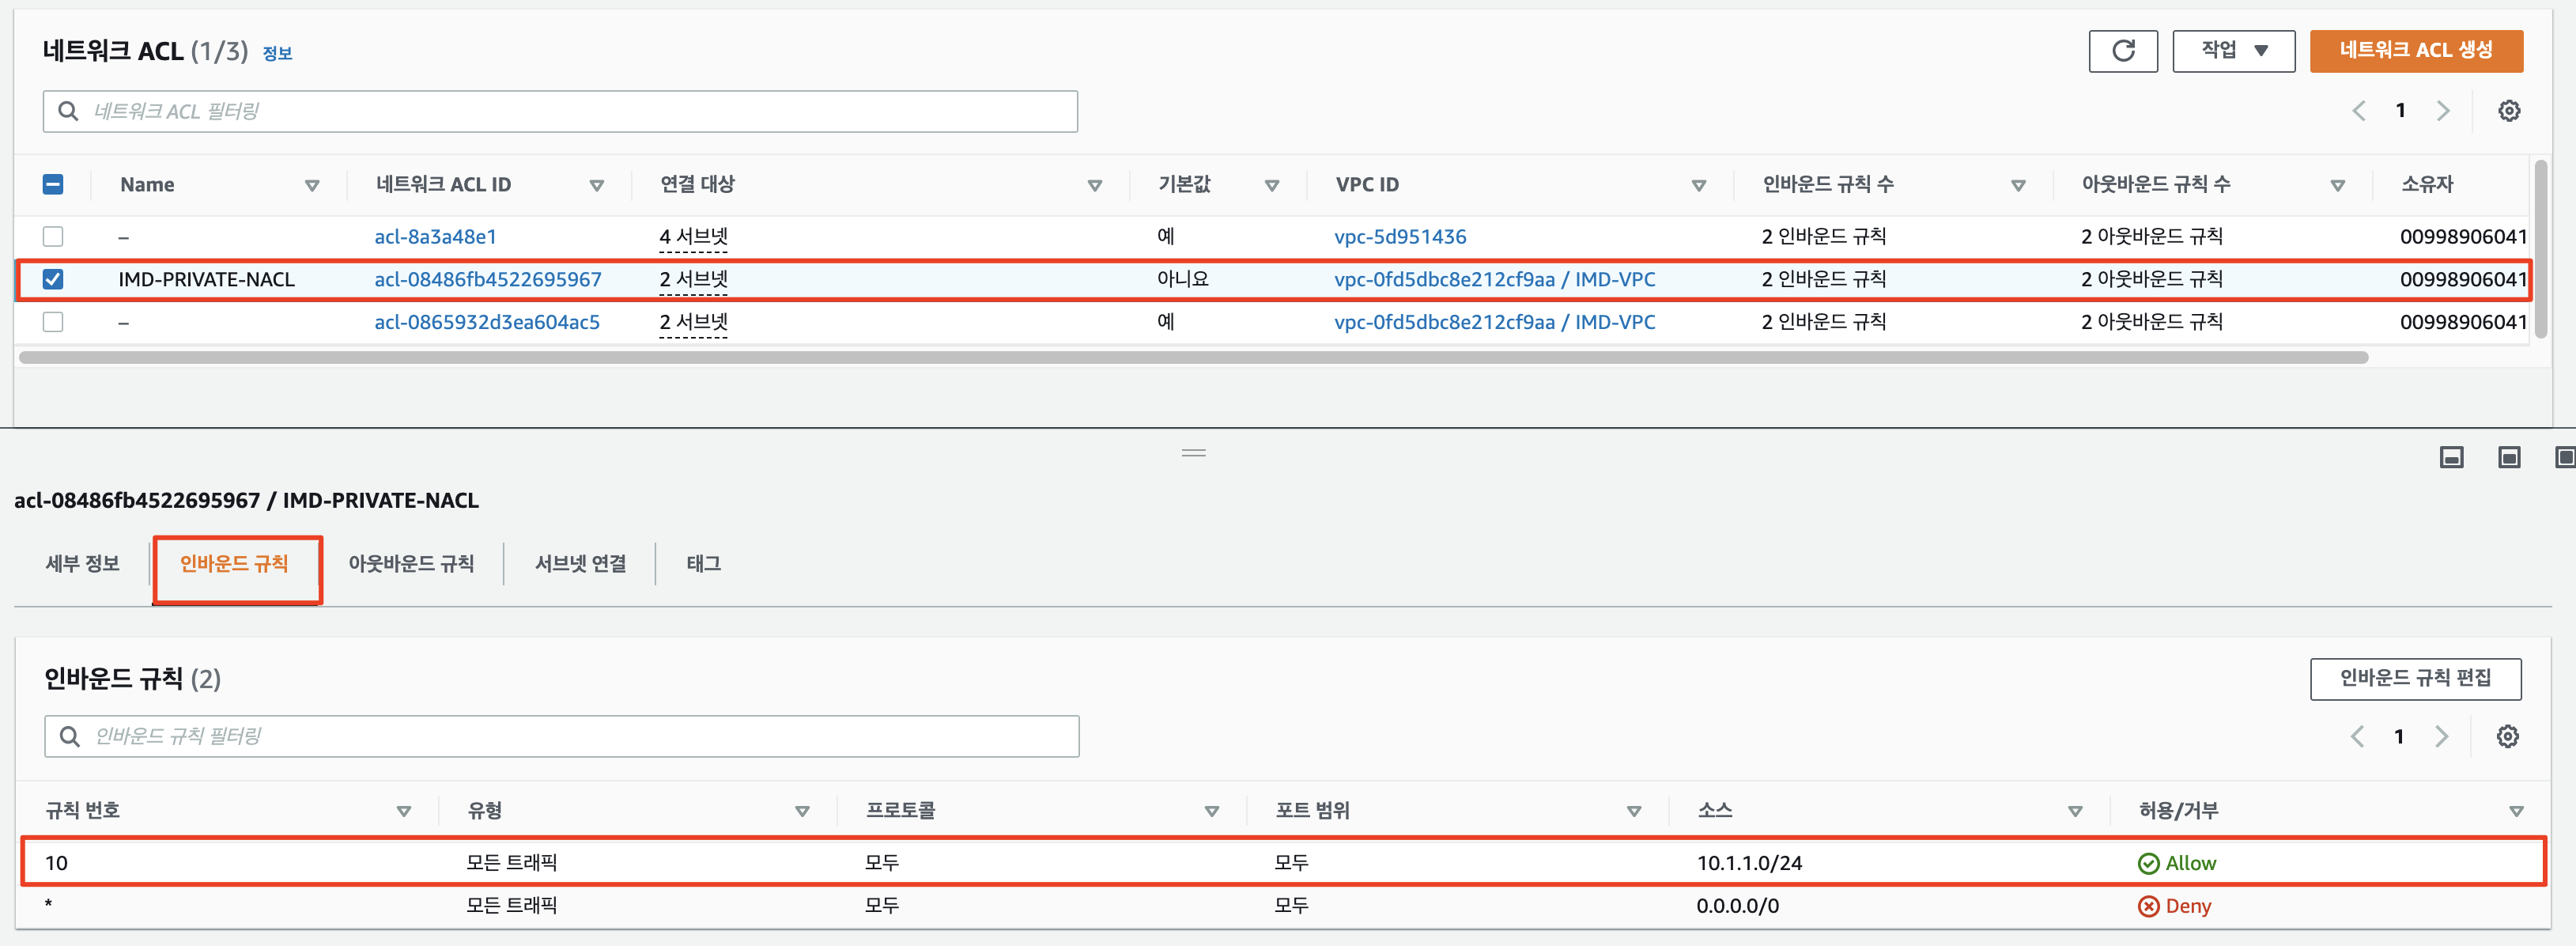 네트워크 ACL (1/3) 정보
작업 네트워크 ACL 생성
네트워크 ACL 필터링
1
Name 네트워크 ACL ID 연결 대상 기본값 VPC ID 인바운드 규칙 수 아웃바운드 규칙 수 소유자
– acl-8a3a48e1 4 서브넷 예 vpc-5d951436 2 인바운드 규칙 2 아웃바운드 규칙 00998906041
IMD-PRIVATE-NACL acl-08486fb4522695967 2 서브넷 아니요 vpc-0fd5dbc8e212cf9aa / IMD-VPC 2 인바운드 규칙 2 아웃바운드 규칙 00998906041
– acl-0865932d3ea604ac5 2 서브넷 예 vpc-0fd5dbc8e212cf9aa / IMD-VPC 2 인바운드 규칙 2 아웃바운드 규칙 00998906041
acl-08486fb4522695967 / IMD-PRIVATE-NACL
세부 정보 인바운드 규칙 아웃바운드 규칙 서브넷 연결 태그
인바운드 규칙 (2)
인바운드 규칙 편집
인바운드 규칙 필터링
1
규칙 번호 유형 프로토콜 포트 범위 소스 허용/거부
10 모든 트래픽 모두 모두 10.1.1.0/24 Allow
* 모든 트래픽 모두 모두 0.0.0.0/0 Deny